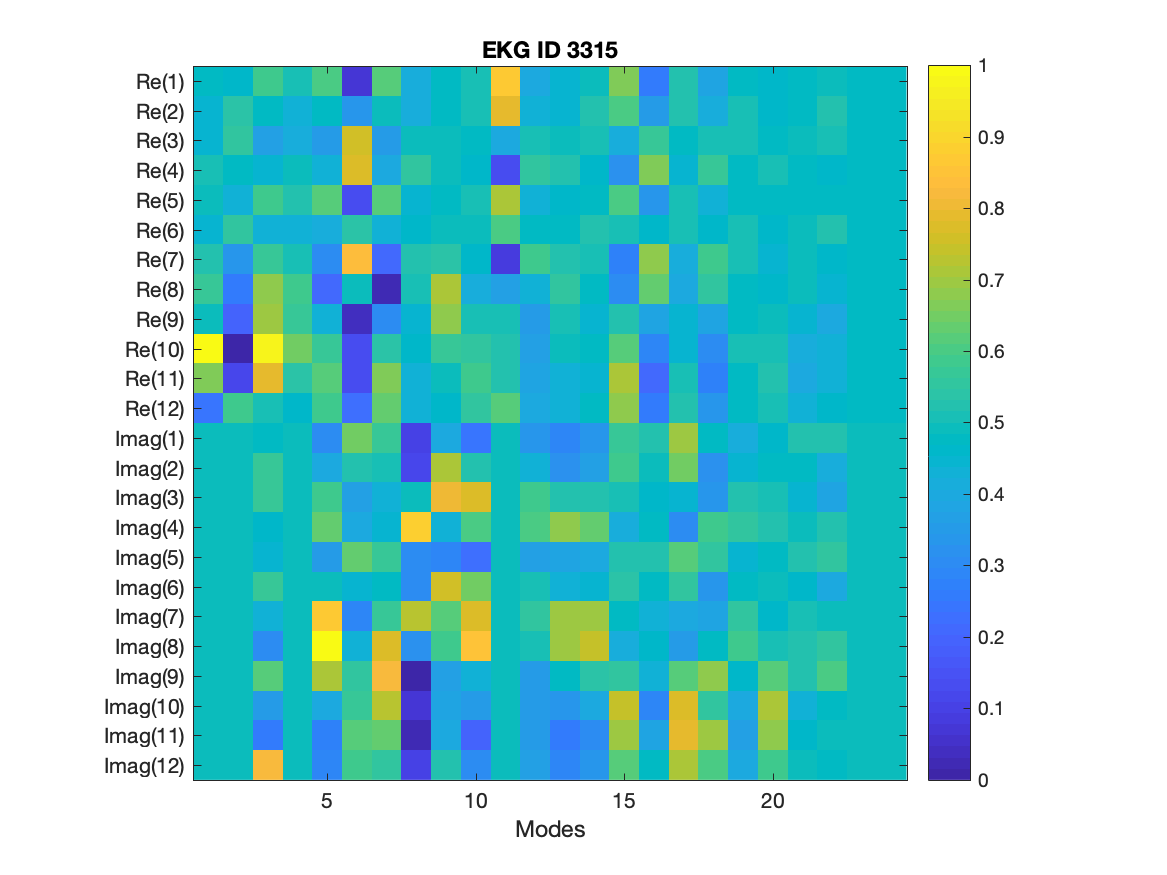 EKG ID 3315
Re(1)
Re(2)
Re(3)
Re(4)
Re(5)
Re(6)
Re(7)
Re(8)
Re(9)
Re(10)
Re(11)
Re(12)
Imag(1)
Imag(2)
Imag(3)
Imag(4)
Imag(5)
Imag(6)
Imag(7)
Imag(8)
Imag(9)
Imag(10)
Imag(11)
Imag(12)
5 10 15 20
Modes
1
0.9
0.8
0.7
0.6
0.5
0.4
0.3
0.2
0.1
0